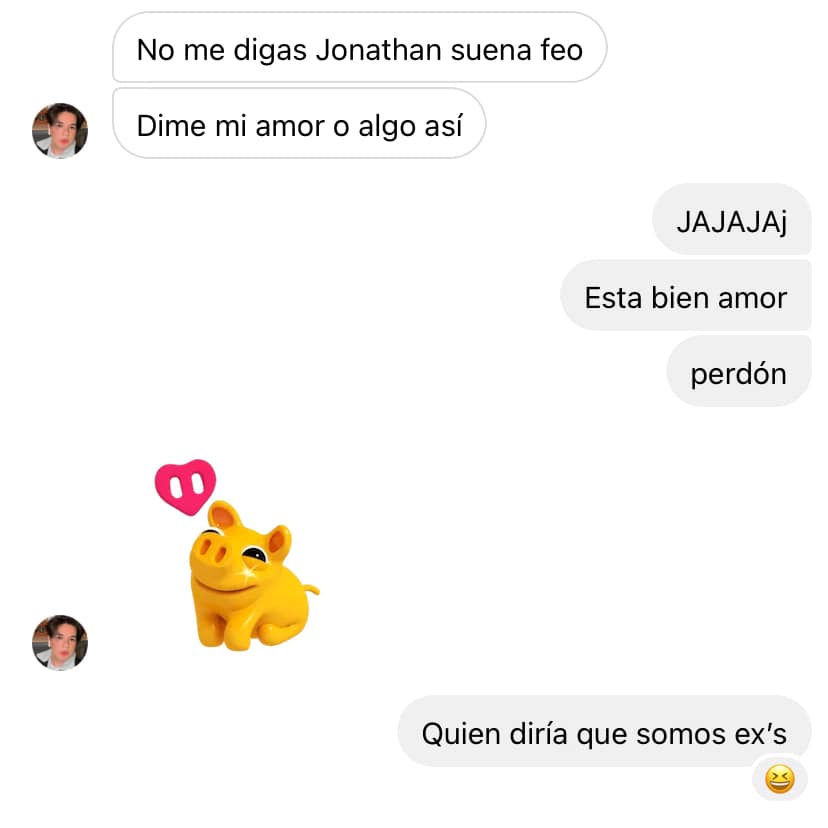 No me digas Jonathan suena feo
Dime mi amor o algo así
JAJAJAj
Esta bien amor
perdón
Quien diría que somos ex’s